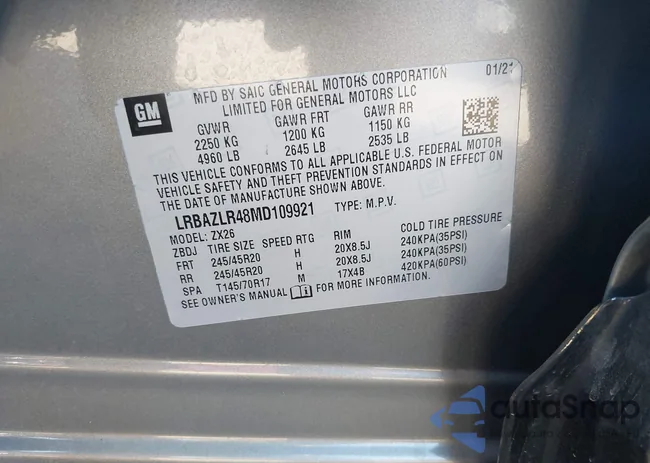 GM
MFD BY SAIC GENERAL MOTORS CORPORATION 01/21
LIMITED FOR GENERAL MOTORS LLC
GVWR GAWR FRT GAWR RR
2250 KG 1200 KG 1150 KG
4960 LB 2645 LB 2535 LB
THIS VEHICLE CONFORMS TO ALL APPLICABLE U.S. FEDERAL MOTOR
VEHICLE SAFETY AND THEFT PREVENTION STANDARDS IN EFFECT ON
THE DATE OF MANUFACTURE SHOWN ABOVE.
LRBAZLR48MD109921 TYPE: M.P.V.
MODEL: ZX26
ZBDJ TIRE SIZE SPEED RTG RIM COLD TIRE PRESSURE
FRT 245/45R20 H 20X8.5J 240KPA(35PSI)
RR 245/45R20 H 20X8.5J 240KPA(35PSI)
SPA T145/70R17 M 17X4B 420KPA(60PSI)
SEE OWNER'S MANUAL FOR MORE INFORMATION.
autoSnap